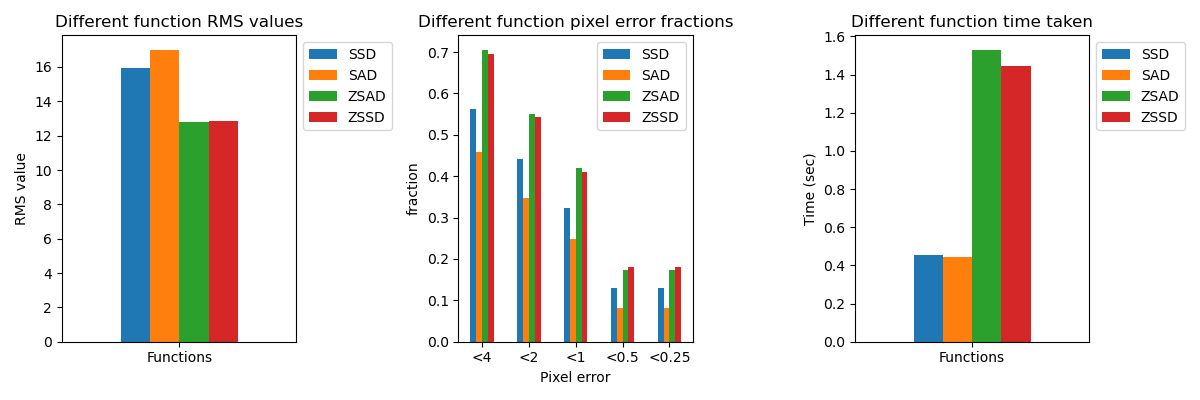 Different function RMS values
RMS value
16
14
12
10
8
6
4
2
0
Functions
SSD
SAD
ZSAD
ZSSD
Different function pixel error fractions
fraction
0.7
0.6
0.5
0.4
0.3
0.2
0.1
0.0
<4 <2 <1 <0.5 <0.25
Pixel error
SSD
SAD
ZSAD
ZSSD
Different function time taken
Time (sec)
1.6
1.4
1.2
1.0
0.8
0.6
0.4
0.2
0.0
Functions
SSD
SAD
ZSAD
ZSSD